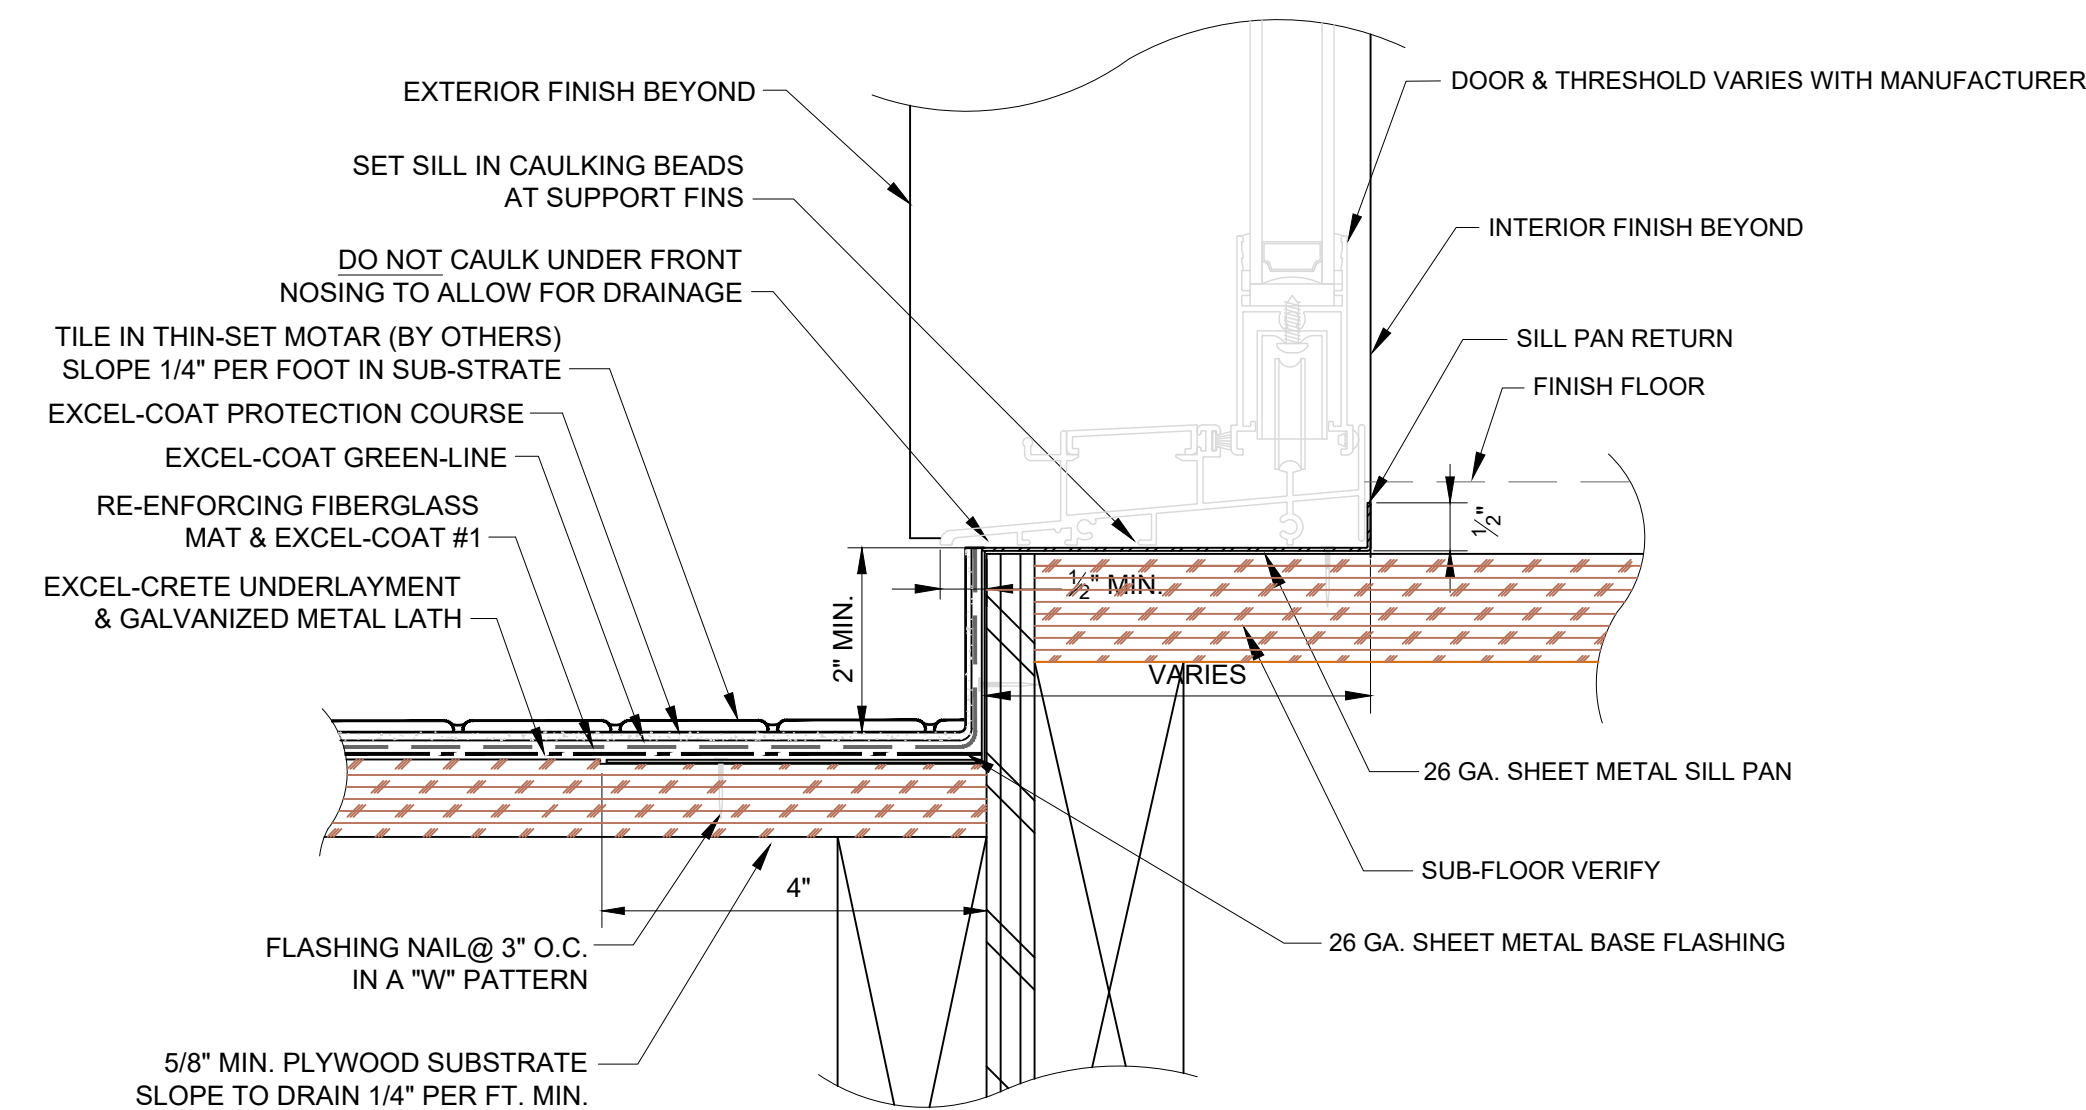 EXTERIOR FINISH BEYOND
SET SILL IN CAULKING BEADS
AT SUPPORT FINS
DO NOT CAULK UNDER FRONT
NOSING TO ALLOW FOR DRAINAGE
TILE IN THIN-SET MOTAR (BY OTHERS)
SLOPE 1/4" PER FOOT IN SUB-STRATE
EXCEL-COAT PROTECTION COURSE
EXCEL-COAT GREEN-LINE
RE-ENFORCING FIBERGLASS
MAT & EXCEL-COAT #1
EXCEL-CRETE UNDERLAYMENT
& GALVANIZED METAL LATH
FLASHING NAIL@ 3" O.C.
IN A "W" PATTERN
5/8" MIN. PLYWOOD SUBSTRATE
SLOPE TO DRAIN 1/4" PER FT. MIN.
2" MIN.
½" MIN.
VARIES
4"
DOOR & THRESHOLD VARIES WITH MANUFACTURER
INTERIOR FINISH BEYOND
SILL PAN RETURN
FINISH FLOOR
½"
26 GA. SHEET METAL SILL PAN
SUB-FLOOR VERIFY
26 GA. SHEET METAL BASE FLASHING